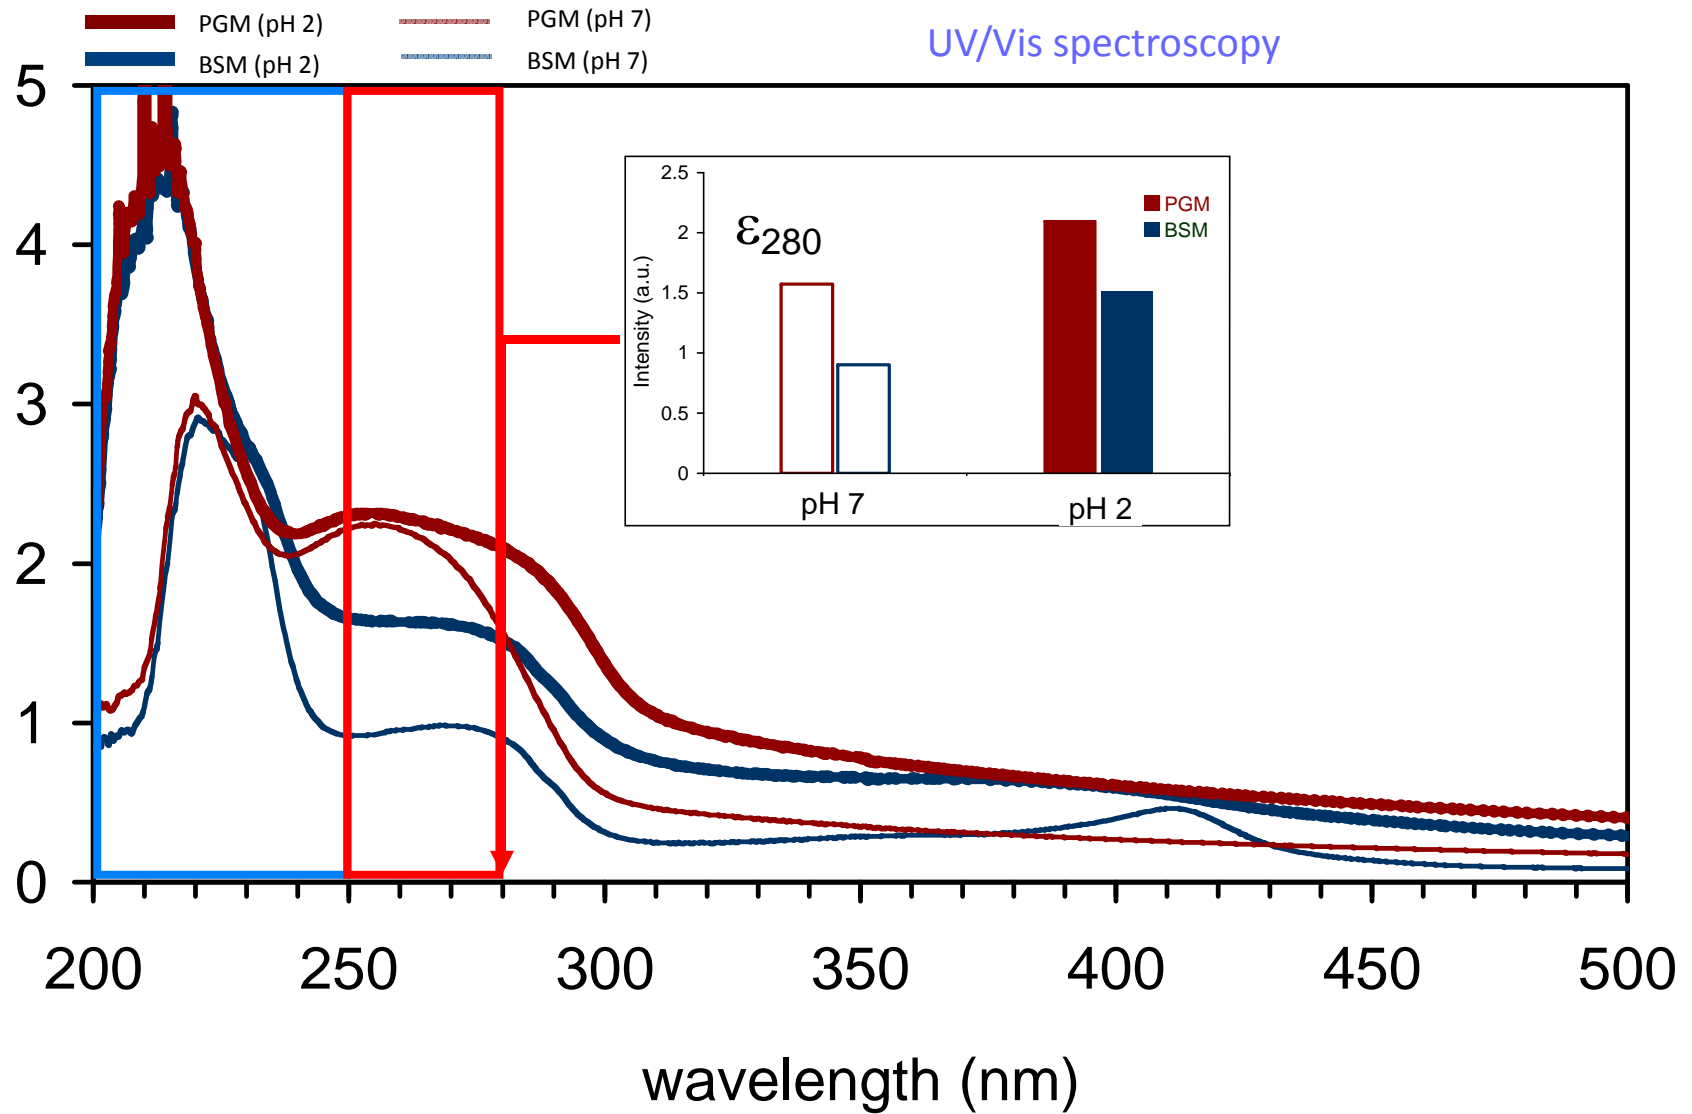 PGM (pH 2)
PGM (pH 7)
BSM (pH 2)
BSM (pH 7)
UV/Vis spectroscopy
5
4
3
2
1
0
200 250 300 350 400 450 500
wavelength (nm)
2.5
2
1.5
1
0.5
0
Intensity (a.u.)
ε280
PGM
BSM
pH 7
pH 2